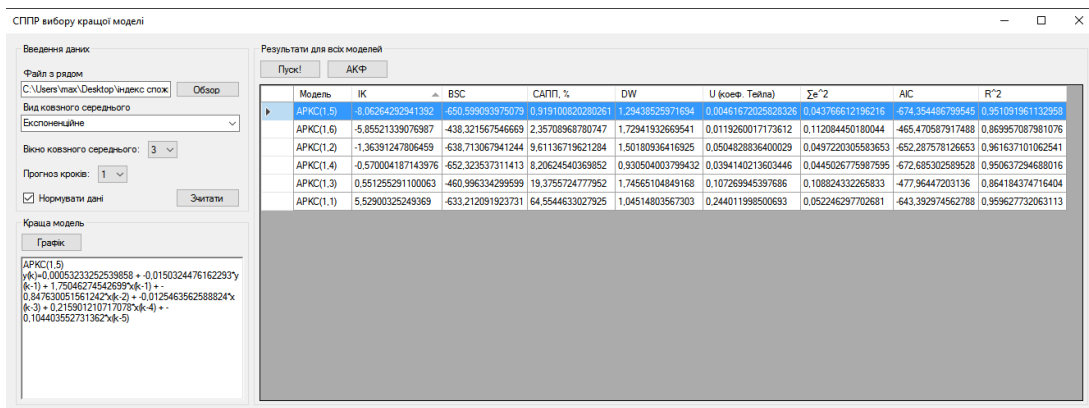 СППР вибору кращої моделі
Введення даних
Файл з рядом
C:\Users\max\Desktop\індекс спож
Обзор
Вид ковзного середнього
Експоненційне
Вікно ковзного середнього: 3
Прогноз кроків: 1
Нормувати дані
Зчитати
Краща модель
Графік
АРКС(1,5)
y(k)=0,00053233252539858 + -0,0150324476162293*y
(k-1) + 1,75046274542699*x(k-1) + -
0,847630051561242*x(k-2) + -0,0125463562588824*x
(k-3) + 0,215901210717078*x(k-4) + -
0,104403552731362*x(k-5)
Результати для всіх моделей
Пуск! АКФ
Модель ІК BSC САПП, % DW U (коеф. Тейла) ∑e^2 AIC R^2
АРКС(1,5) -8,06264292941392 -650,599093975079 0,919100820280261 1,29438525971694 0,00461672025828326 0,043766612196216 -674,354486799545 0,951091961132958
АРКС(1,6) -5,85521339076987 -438,321567546669 2,35708968780747 1,72941932669541 0,0119260017173612 0,112084450180044 -465,470587917488 0,869957087981076
АРКС(1,2) -1,36391247806459 -638,713067941244 9,61136719621284 1,50180936416925 0,0504828836400028 0,0497220305583653 -652,287578126653 0,961637101062541
АРКС(1,4) -0,570004187143976 -652,323537311413 8,20624540369852 0,930504003799432 0,0394140213603446 0,0445026775987595 -672,685302589528 0,950637294688016
АРКС(1,3) 0,551255291100063 -460,996334299599 19,3755724777952 1,74565104849168 0,107269945397686 0,108824332265833 -477,96447203136 0,864184374716404
АРКС(1,1) 5,52900325249369 -633,212091923731 64,5544633027925 1,04514803567303 0,244011998500693 0,052246297702681 -643,392974562788 0,959627732063113